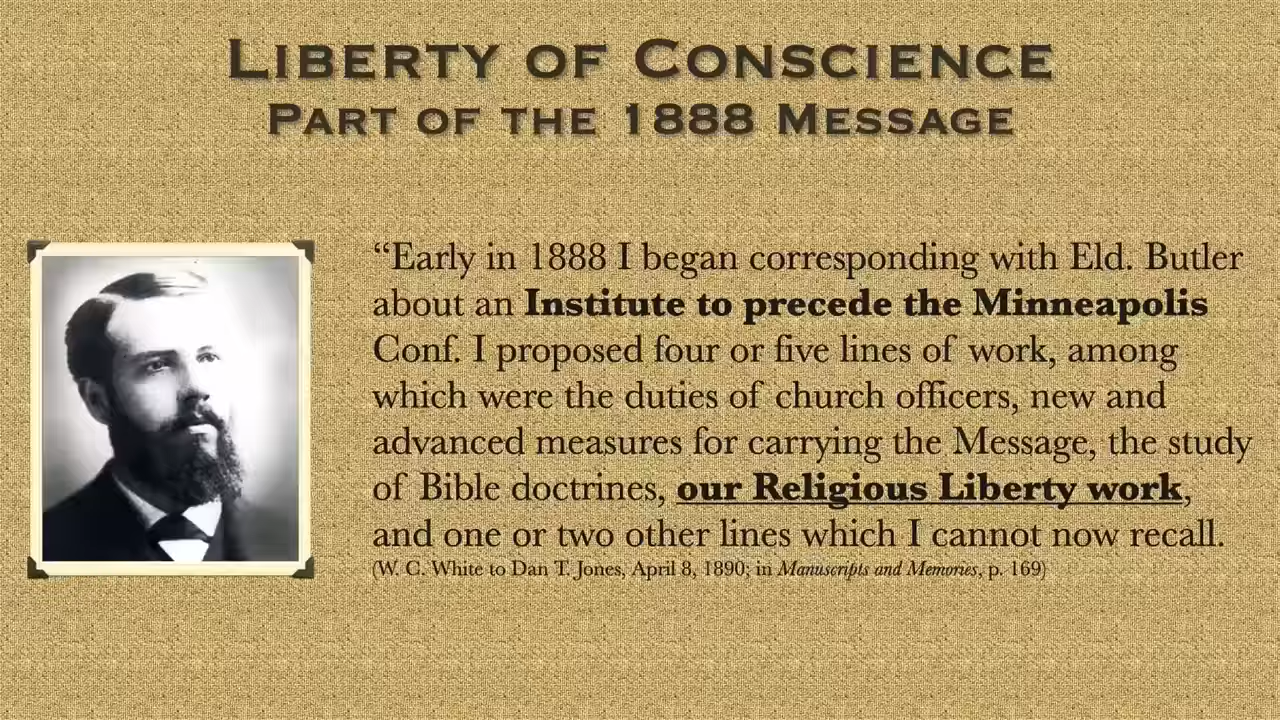 Liberty of Conscience
Part of the 1888 Message
“Early in 1888 I began corresponding with Eld. Butler
about an Institute to precede the Minneapolis
Conf. I proposed four or five lines of work, among
which were the duties of church officers, new and
advanced measures for carrying the Message, the study
of Bible doctrines, our Religious Liberty work,
and one or two other lines which I cannot now recall.
(W. C. White to Dan T. Jones, April 8, 1890; in Manuscripts and Memories, p. 169)